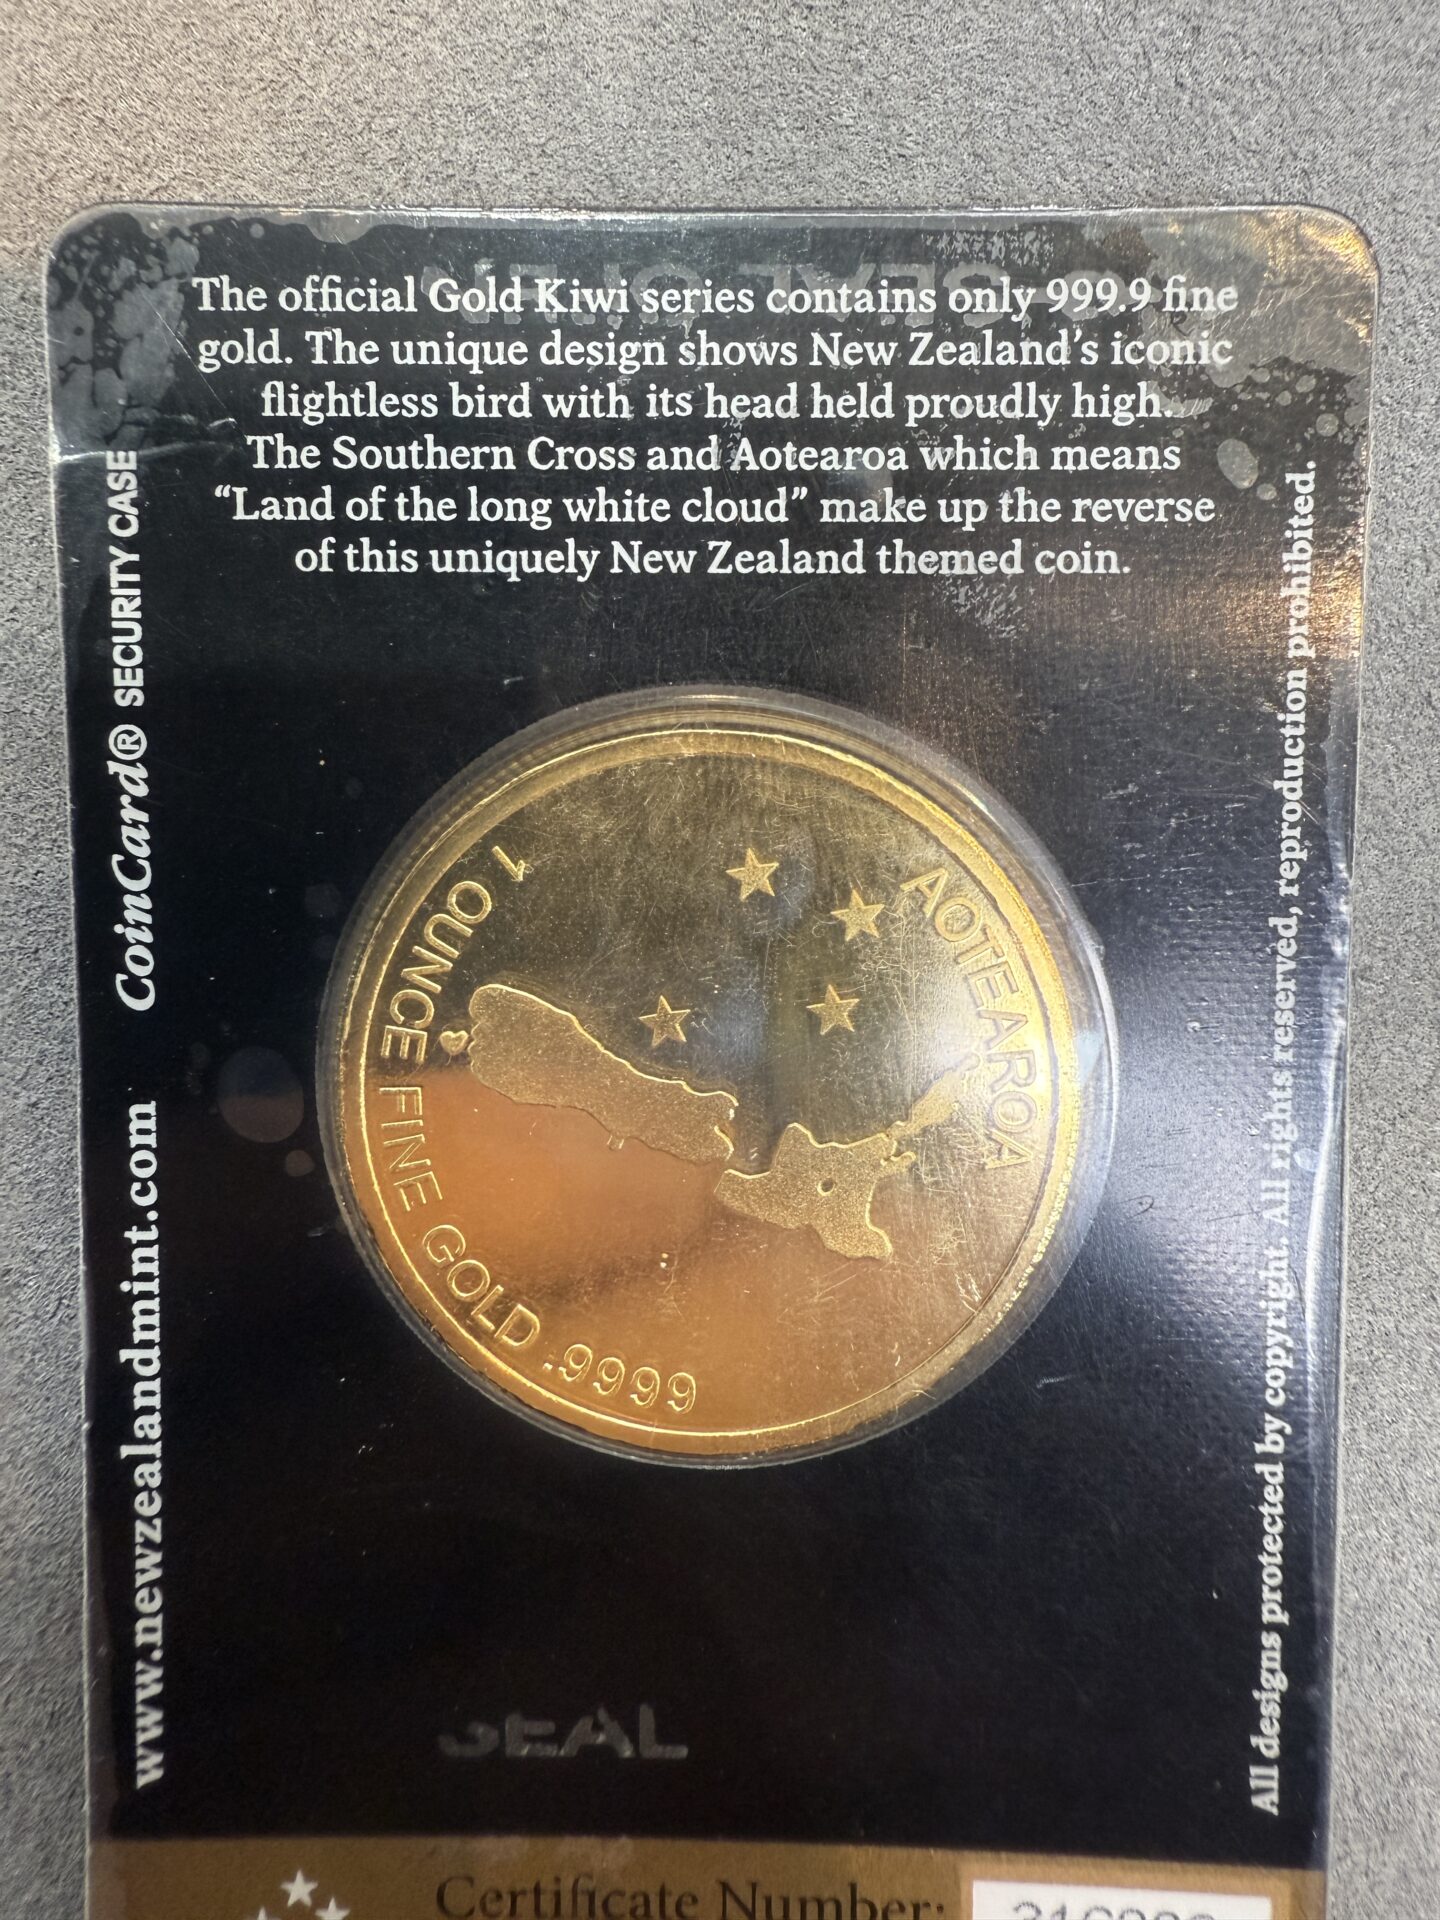 The official Gold Kiwi series contains only 999.9 fine
gold. The unique design shows New Zealand's iconic
flightless bird with its head held proudly high.
The Southern Cross and Aotearoa which means
“Land of the long white cloud” make up the reverse
of this uniquely New Zealand themed coin.
www.newzealandmint.com CoinCard® SECURITY CASE
1 OUNCE FINE GOLD .9999
AOTEAROA
All designs protected by copyright. All rights reserved, reproduction prohibited.
SEAL
Certificate Number: